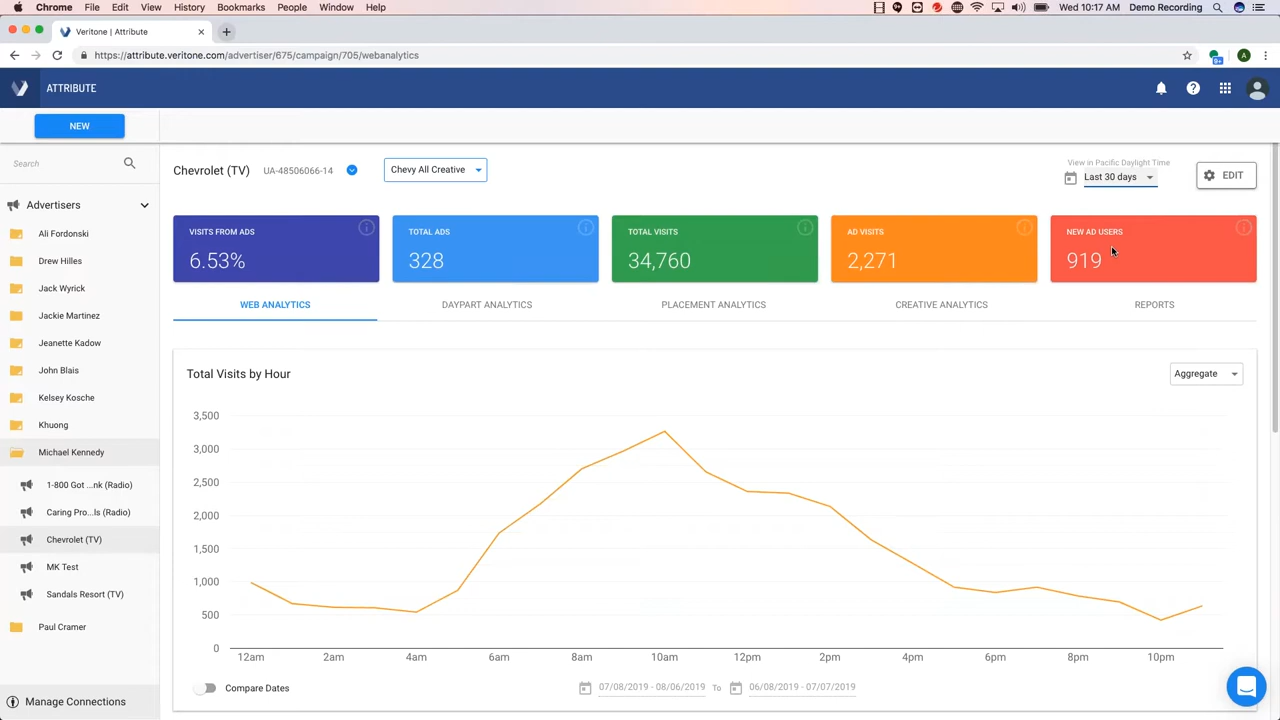 Chrome File Edit View History Bookmarks People Window Help Wed 10:17 AM Demo Recording
Veritone | Attribute
https://attribute.veritone.com/advertiser/675/campaign/705/webanalytics
9+
A
ATTRIBUTE
NEW
Search
Advertisers
Ali Fordonski
Drew Hilles
Jack Wyrick
Jackie Martinez
Jeanette Kadow
John Blais
Kelsey Kosche
Khuong
Michael Kennedy
1-800 Got ...nk (Radio)
Caring Pro...ls (Radio)
Chevrolet (TV)
MK Test
Sandals Resort (TV)
Paul Cramer
Manage Connections
Chevrolet (TV) UA-48506066-14 Chevy All Creative
View in Pacific Daylight Time
Last 30 days
EDIT
VISITS FROM ADS
6.53%
TOTAL ADS
328
TOTAL VISITS
34,760
AD VISITS
2,271
NEW AD USERS
919
WEB ANALYTICS DAYPART ANALYTICS PLACEMENT ANALYTICS CREATIVE ANALYTICS REPORTS
Total Visits by Hour
Aggregate
3,500
3,000
2,500
2,000
1,500
1,000
500
0
12am 2am 4am 6am 8am 10am 12pm 2pm 4pm 6pm 8pm 10pm
Compare Dates 07/08/2019 - 08/06/2019 To 06/08/2019 - 07/07/2019